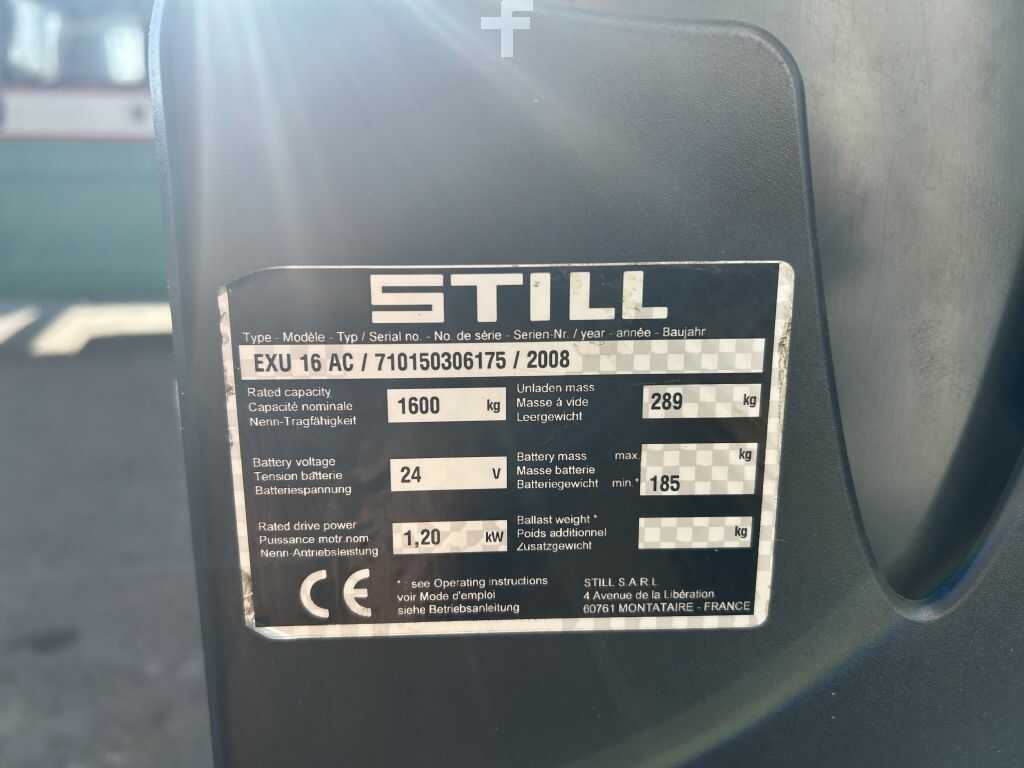 STILL
Type - Modèle - Typ / Serial no. - No. de série - Serien-Nr. / year - année - Baujahr
EXU 16 AC / 710150306175 / 2008
Rated capacity
Capacité nominale
Nenn-Tragfähigkeit
1600 kg
Unladen mass
Masse à vide
Leergewicht
289 kg
Battery voltage
Tension batterie
Batteriespannung
24 V
Battery mass max. kg
Masse batterie
Batteriegewicht min.* 185
Rated drive power
Puissance motr.nom
Nenn-Antriebsleistung
1,20 kW
Ballast weight *
Poids additionnel
Zusatzgewicht
kg
CE
* : see Operating instructions
voir Mode d'emploi
siehe Betriebsanleitung
STILL S.A.R.L
4 Avenue de la Libération
60761 MONTATAIRE - FRANCE